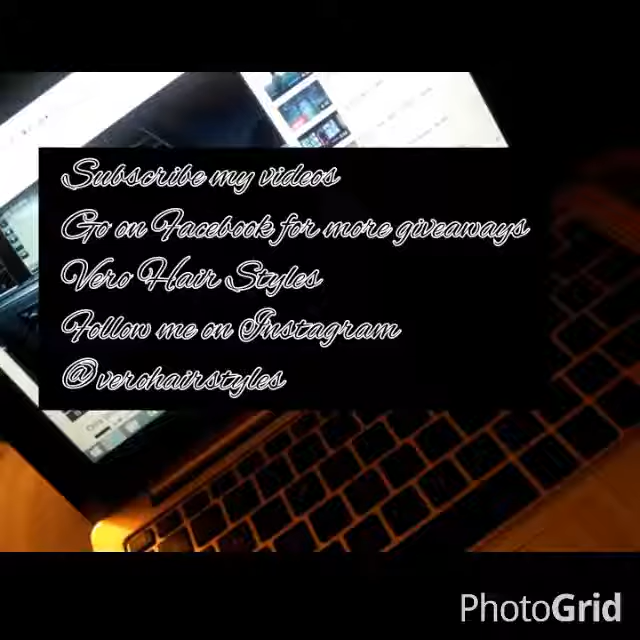 Subscribe my videos
Go on Facebook for more giveaways
Vero Hair Styles
Follow me on Instagram
@verohairstyles
PhotoGrid